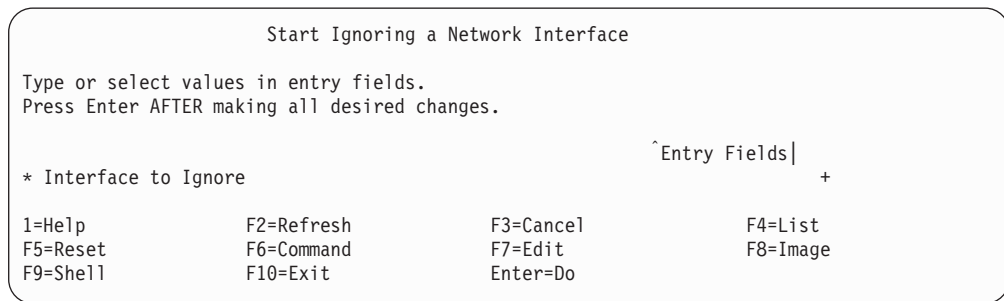 Start Ignoring a Network Interface
Type or select values in entry fields.
Press Enter AFTER making all desired changes.
ˆEntry Fields|
* Interface to Ignore +
1=Help F2=Refresh F3=Cancel F4=List
F5=Reset F6=Command F7=Edit F8=Image
F9=Shell F10=Exit Enter=Do